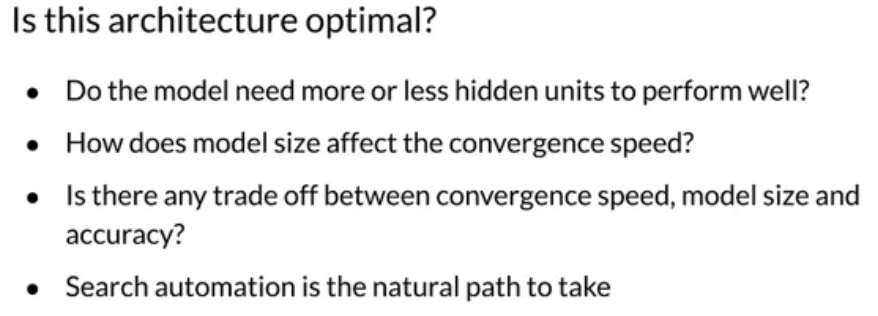 Is this architecture optimal?
● Do the model need more or less hidden units to perform well?
● How does model size affect the convergence speed?
● Is there any trade off between convergence speed, model size and
accuracy?
● Search automation is the natural path to take